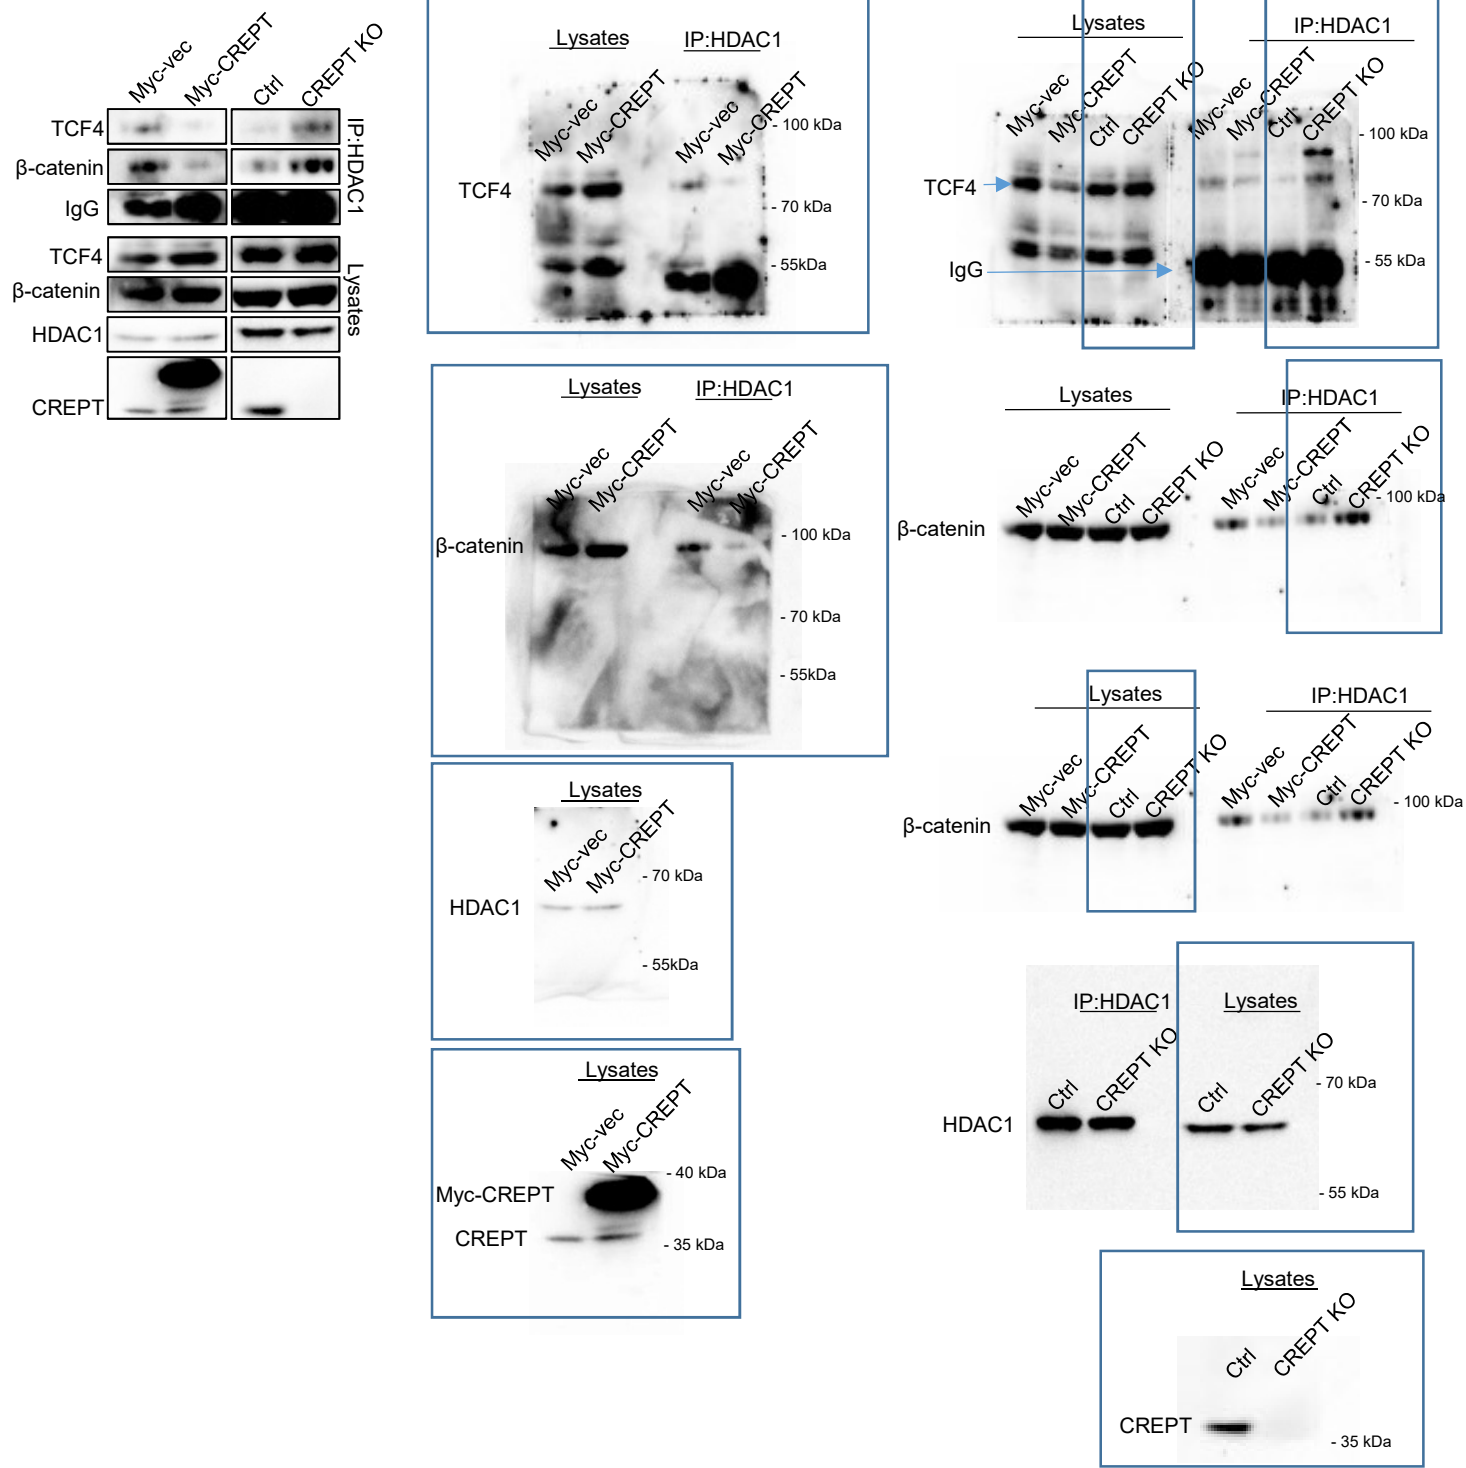 Myc-vec
Myc-CREPT
Ctrl
CREPT KO
TCF4
β-catenin
IgG
IP:HDAC1
TCF4
β-catenin
HDAC1
CREPT
Lysates
Lysates
IP:HDAC1
Myc-vec
Myc-CREPT
Myc-vec
Myc-CREPT
- 100 kDa
TCF4
- 70 kDa
- 55kDa
Lysates
IP:HDAC1
Myc-vec
Myc-CREPT
Ctrl
CREPT KO
Myc-vec
Myc-CREPT
Ctrl
CREPT KO
- 100 kDa
TCF4
- 70 kDa
IgG
- 55 kDa
Lysates
IP:HDAC1
Myc-vec
Myc-CREPT
Myc-vec
Myc-CREPT
- 100 kDa
β-catenin
- 70 kDa
- 55kDa
Lysates
IP:HDAC1
Myc-vec
Myc-CREPT
Ctrl
CREPT KO
Myc-vec
Myc-CREPT
Ctrl
CREPT KO
- 100 kDa
β-catenin
Lysates
IP:HDAC1
Myc-vec
Myc-CREPT
Ctrl
CREPT KO
Myc-vec
Myc-CREPT
Ctrl
CREPT KO
- 100 kDa
β-catenin
Lysates
Myc-vec
Myc-CREPT
- 70 kDa
HDAC1
- 55kDa
IP:HDAC1
Lysates
Ctrl
CREPT KO
Ctrl
CREPT KO
- 70 kDa
HDAC1
- 55 kDa
Lysates
Myc-vec
Myc-CREPT
- 40 kDa
Myc-CREPT
CREPT
- 35 kDa
Lysates
Ctrl
CREPT KO
CREPT
- 35 kDa